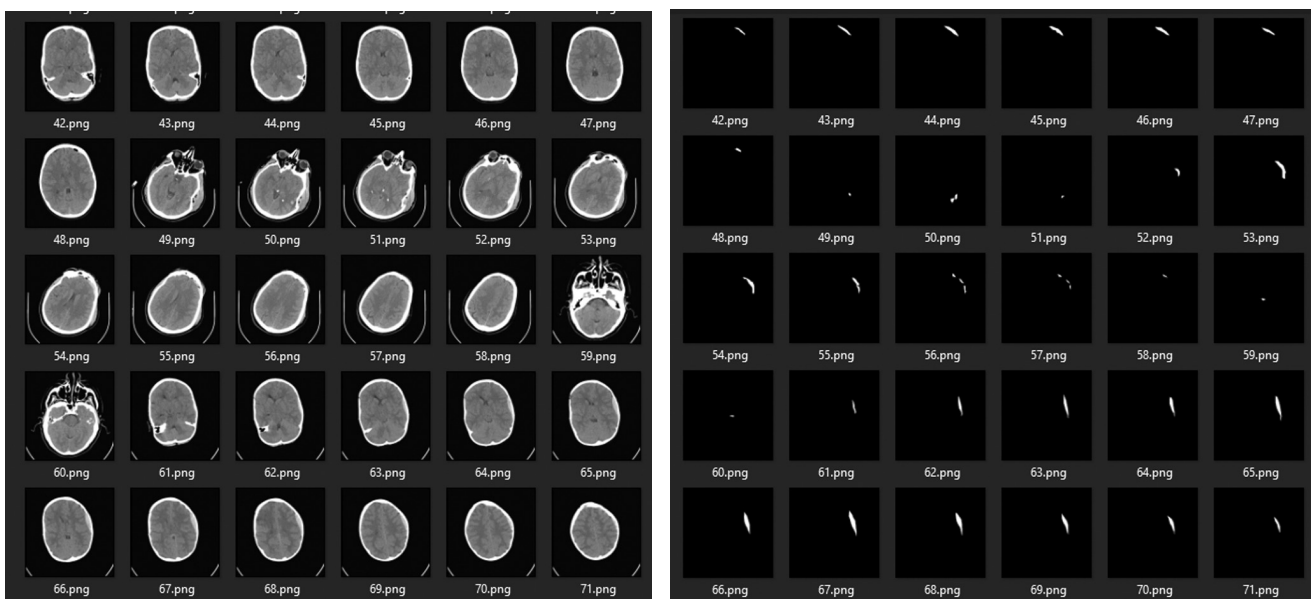 42.png 43.png 44.png 45.png 46.png 47.png
48.png 49.png 50.png 51.png 52.png 53.png
54.png 55.png 56.png 57.png 58.png 59.png
60.png 61.png 62.png 63.png 64.png 65.png
66.png 67.png 68.png 69.png 70.png 71.png
42.png 43.png 44.png 45.png 46.png 47.png
48.png 49.png 50.png 51.png 52.png 53.png
54.png 55.png 56.png 57.png 58.png 59.png
60.png 61.png 62.png 63.png 64.png 65.png
66.png 67.png 68.png 69.png 70.png 71.png